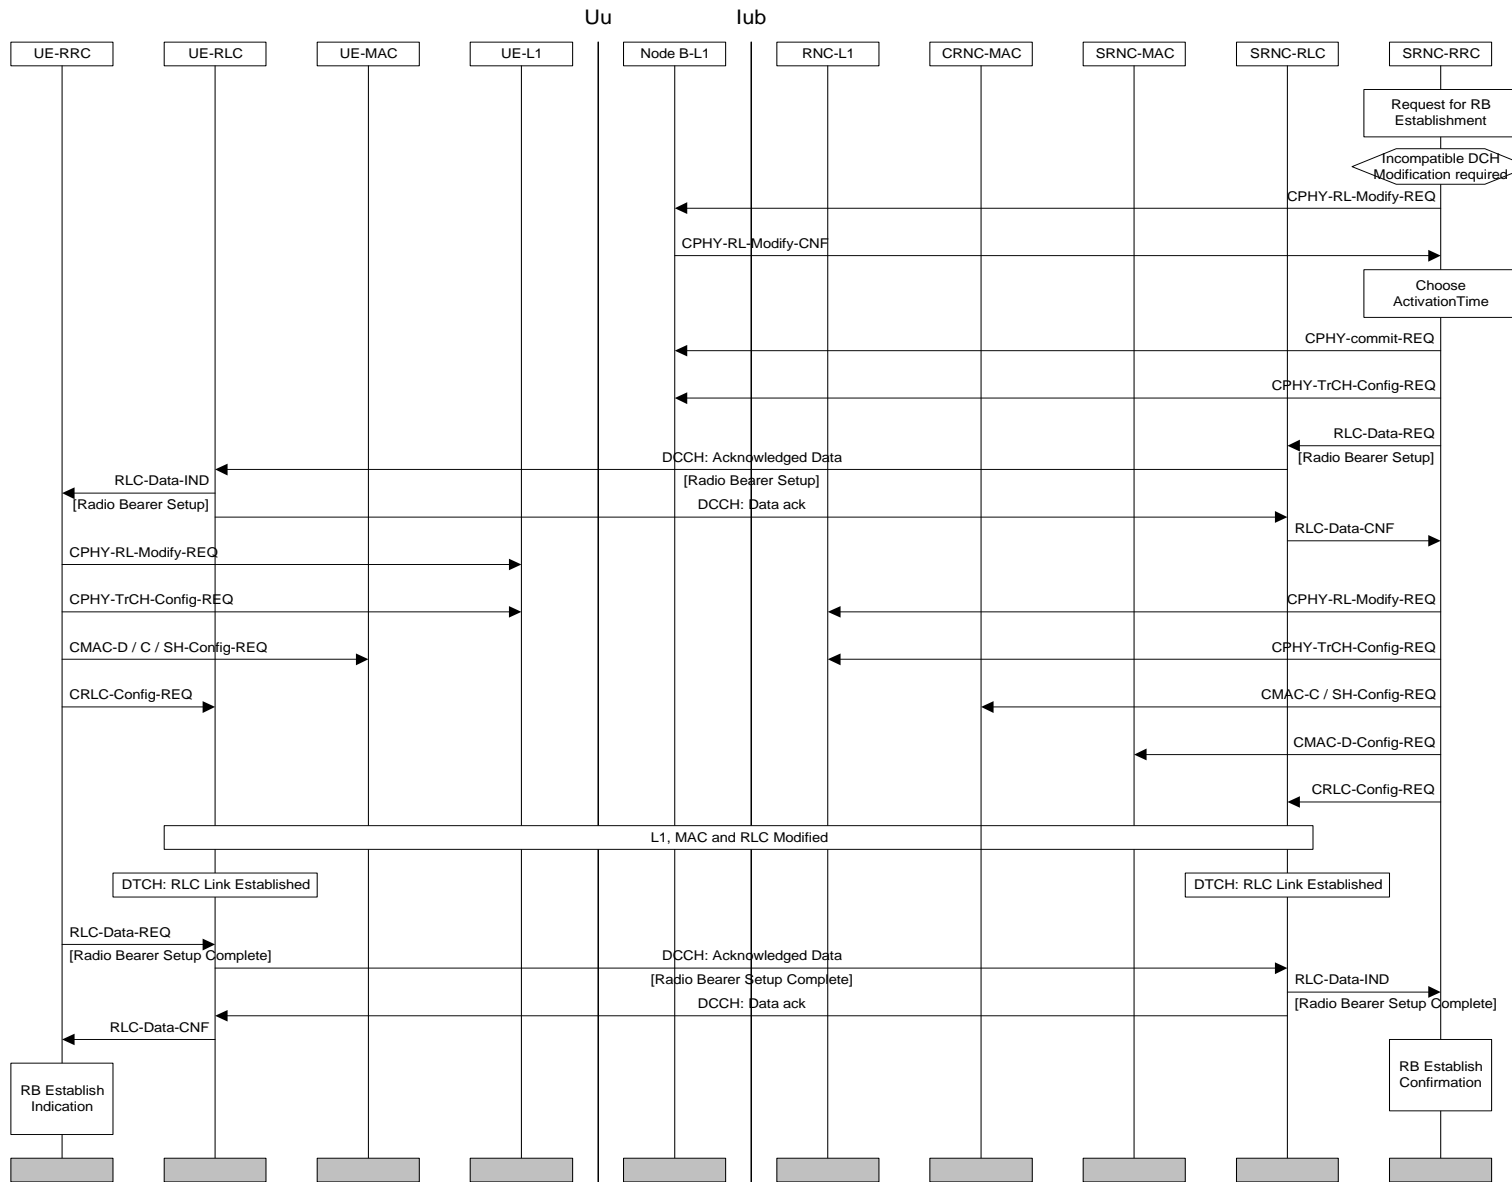 Uu
Iub
UE-RRC
UE-RLC
UE-MAC
UE-L1
Node B-L1
RNC-L1
CRNC-MAC
SRNC-MAC
SRNC-RLC
SRNC-RRC
Request for RB
Establishment
Incompatible DCH
Modification required
CPHY-RL-Modify-REQ
CPHY-RL-Modify-CNF
Choose
ActivationTime
CPHY-commit-REQ
CPHY-TrCH-Config-REQ
RLC-Data-REQ
[Radio Bearer Setup]
DCCH: Acknowledged Data
[Radio Bearer Setup]
RLC-Data-IND
[Radio Bearer Setup]
DCCH: Data ack
RLC-Data-CNF
CPHY-RL-Modify-REQ
CPHY-TrCH-Config-REQ
CPHY-RL-Modify-REQ
CMAC-D / C / SH-Config-REQ
CPHY-TrCH-Config-REQ
CRLC-Config-REQ
CMAC-C / SH-Config-REQ
CMAC-D-Config-REQ
CRLC-Config-REQ
L1, MAC and RLC Modified
DTCH: RLC Link Established
DTCH: RLC Link Established
RLC-Data-REQ
[Radio Bearer Setup Complete]
DCCH: Acknowledged Data
[Radio Bearer Setup Complete]
RLC-Data-IND
[Radio Bearer Setup Complete]
DCCH: Data ack
RLC-Data-CNF
RB Establish
Indication
RB Establish
Confirmation